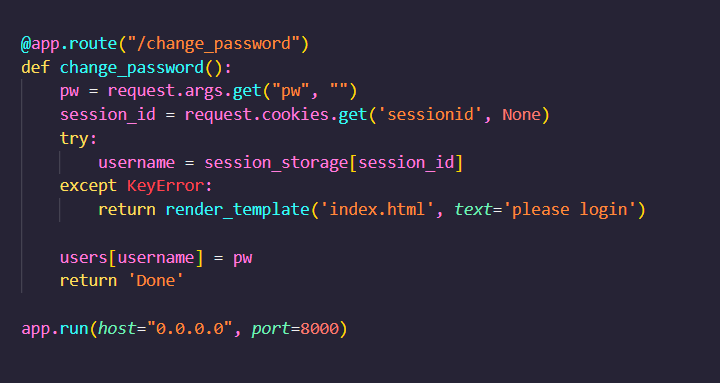 @app.route("/change_password")
def change_password():
    pw = request.args.get("pw", "")
    session_id = request.cookies.get('sessionid', None)
    try:
        username = session_storage[session_id]
    except KeyError:
        return render_template('index.html', text='please login')

    users[username] = pw
    return 'Done'

app.run(host="0.0.0.0", port=8000)